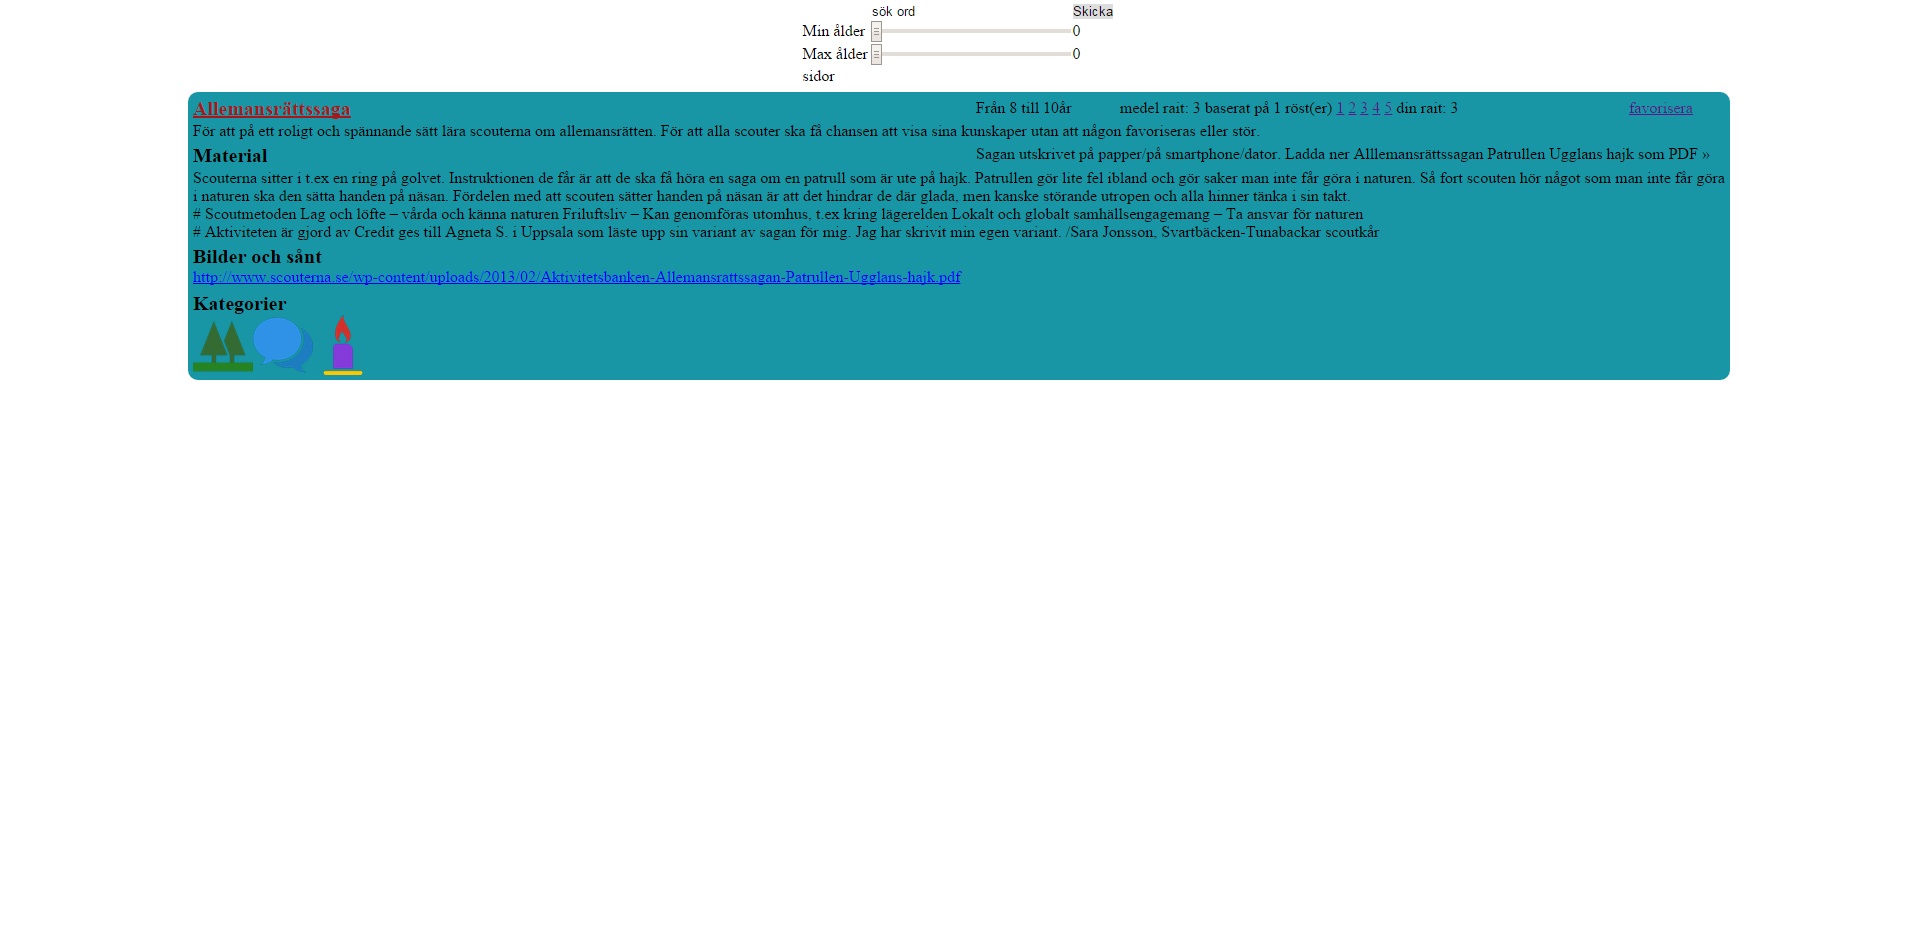 sök ord Skicka
Min ålder 0
Max ålder 0
sidor
Allemansrättssaga Från 8 till 10år medel rait: 3 baserat på 1 röst(er) 1 2 3 4 5 din rait: 3 favorisera
För att på ett roligt och spännande sätt lära scouterna om allemansrätten. För att alla scouter ska få chansen att visa sina kunskaper utan att någon favoriseras eller stör.
Material Sagan utskrivet på papper/på smartphone/dator. Ladda ner Alllemansrättssagan Patrullen Ugglans hajk som PDF »
Scouterna sitter i t.ex en ring på golvet. Instruktionen de får är att de ska få höra en saga om en patrull som är ute på hajk. Patrullen gör lite fel ibland och gör saker man inte får göra i naturen. Så fort scouten hör något som man inte får göra
i naturen ska den sätta handen på näsan. Fördelen med att scouten sätter handen på näsan är att det hindrar de där glada, men kanske störande utropen och alla hinner tänka i sin takt.
# Scoutmetoden Lag och löfte – vårda och känna naturen Friluftsliv – Kan genomföras utomhus, t.ex kring lägerelden Lokalt och globalt samhällsengagemang – Ta ansvar för naturen
# Aktiviteten är gjord av Credit ges till Agneta S. i Uppsala som läste upp sin variant av sagan för mig. Jag har skrivit min egen variant. /Sara Jonsson, Svartbäcken-Tunabackar scoutkår
Bilder och sånt
http://www.scouterna.se/wp-content/uploads/2013/02/Aktivitetsbanken-Allemansrattssagan-Patrullen-Ugglans-hajk.pdf
Kategorier